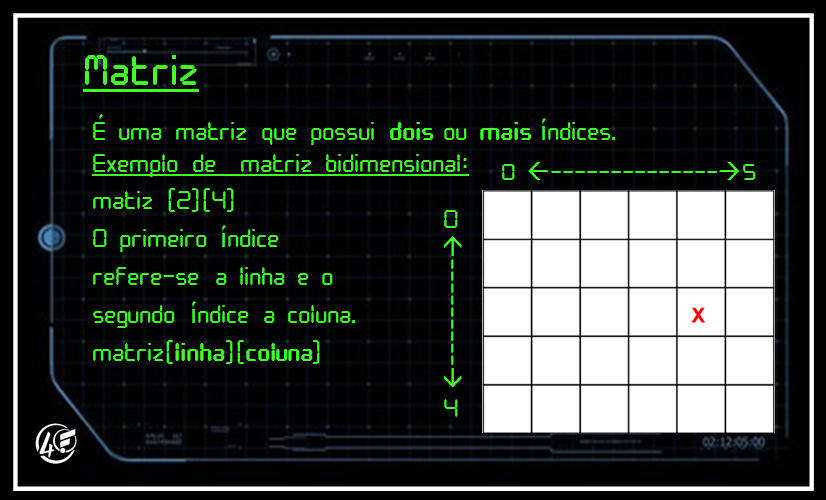 Matriz
É uma matriz que possui dois ou mais índices.
Exemplo de matriz bidimensional:
0 <--------------->5
matiz [2][4]
0
O primeiro índice
refere-se a linha e o
X
segundo índice a coluna.
matriz[linha][coluna]
4
4F
02:12:05:00